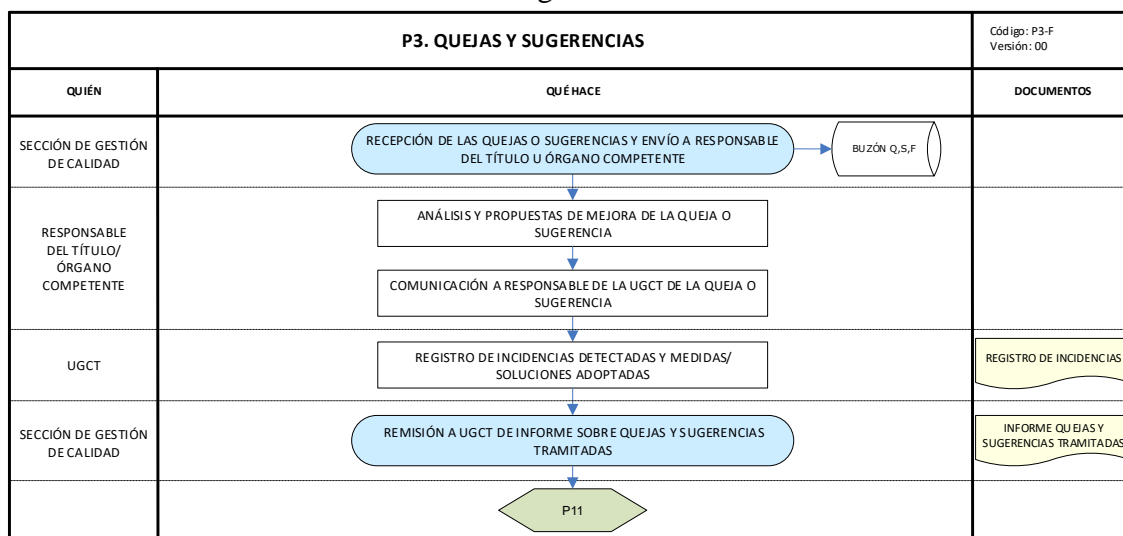 P3. QUEJAS Y SUGERENCIAS
Código: P3-F
Versión: 00
QUIÉN
QUÉ HACE
DOCUMENTOS
SECCIÓN DE GESTIÓN
DE CALIDAD
RECEPCIÓN DE LAS QUEJAS O SUGERENCIAS Y ENVÍO A RESPONSABLE
DEL TÍTULO U ÓRGANO COMPETENTE
BUZÓN Q,S,F
RESPONSABLE
DEL TÍTULO/
ÓRGANO
COMPETENTE
ANÁLISIS Y PROPUESTAS DE MEJORA DE LA QUEJA O
SUGERENCIA
COMUNICACIÓN A RESPONSABLE DE LA UGCT DE LA QUEJA O
SUGERENCIA
UGCT
REGISTRO DE INCIDENCIAS DETECTADAS Y MEDIDAS/
SOLUCIONES ADOPTADAS
REGISTRO DE INCIDENCIAS
SECCIÓN DE GESTIÓN
DE CALIDAD
REMISIÓN A UGCT DE INFORME SOBRE QUEJAS Y SUGERENCIAS
TRAMITADAS
INFORME QUEJAS Y
SUGERENCIAS TRAMITADAS
P11